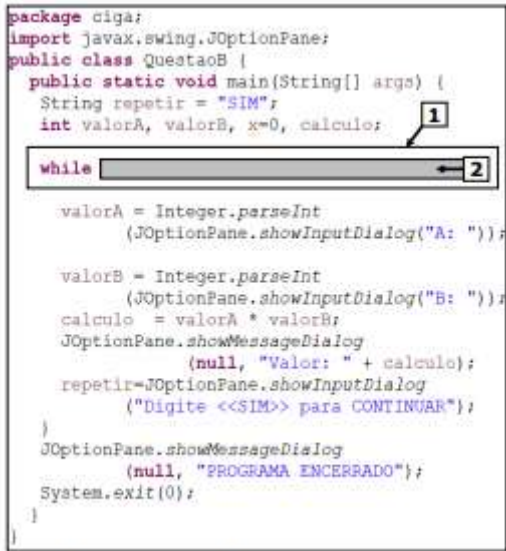 package ciga;
import javax.swing.JOptionPane;
public class QuestaoB {
public static void main(String[] args) {
String repetir = "SIM";
int valorA, valorB, x=0, calculo;
1
while
2
valorA = Integer.parseInt
(JOptionPane.showInputDialog("A: "));
valorB = Integer.parseInt
(JOptionPane.showInputDialog("B: "));
calculo = valorA * valorB;
JOptionPane.showMessageDialog
(null, "Valor: " + calculo);
repetir=JOptionPane.showInputDialog
("Digite <<SIM>> para CONTINUAR");
}
JOptionPane.showMessageDialog
(null, "PROGRAMA ENCERRADO");
System.exit(0);
}
}